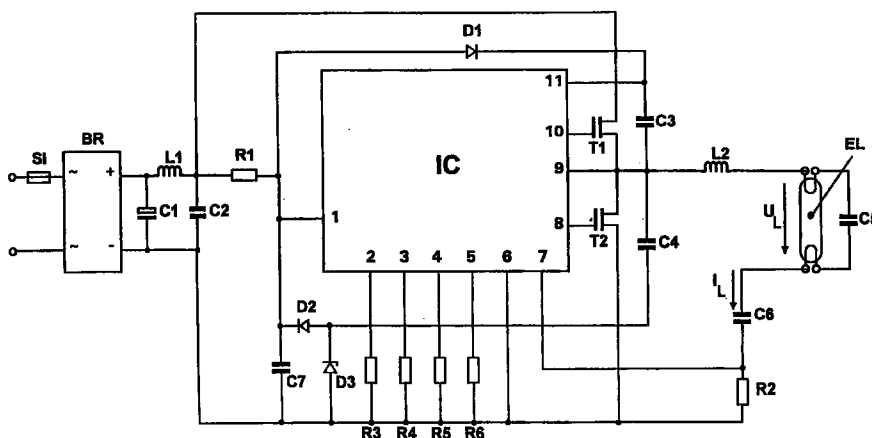 D1
11
C3
SI
BR
L1
R1
10
T1
IC
L2
EL
~
+
9
C1
C2
1
8
T2
U_L
C4
~
-
2
3
4
5
6
7
I_L
D2
C6
C7
D3
R2
R3
R4
R5
R6